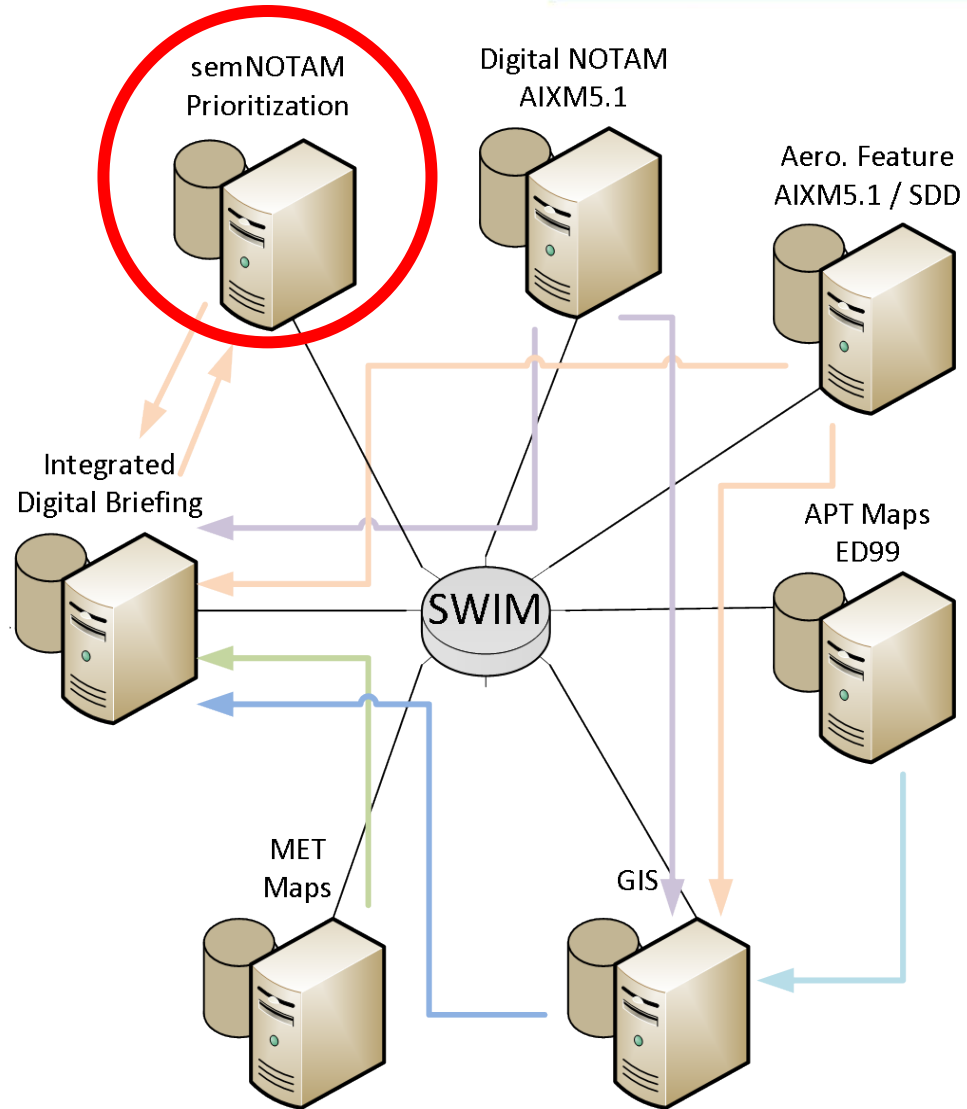 semNOTAM
Prioritization
Digital NOTAM
AIXM5.1
Aero. Feature
AIXM5.1 / SDD
Integrated
Digital Briefing
APT Maps
ED99
SWIM
MET
Maps
GIS